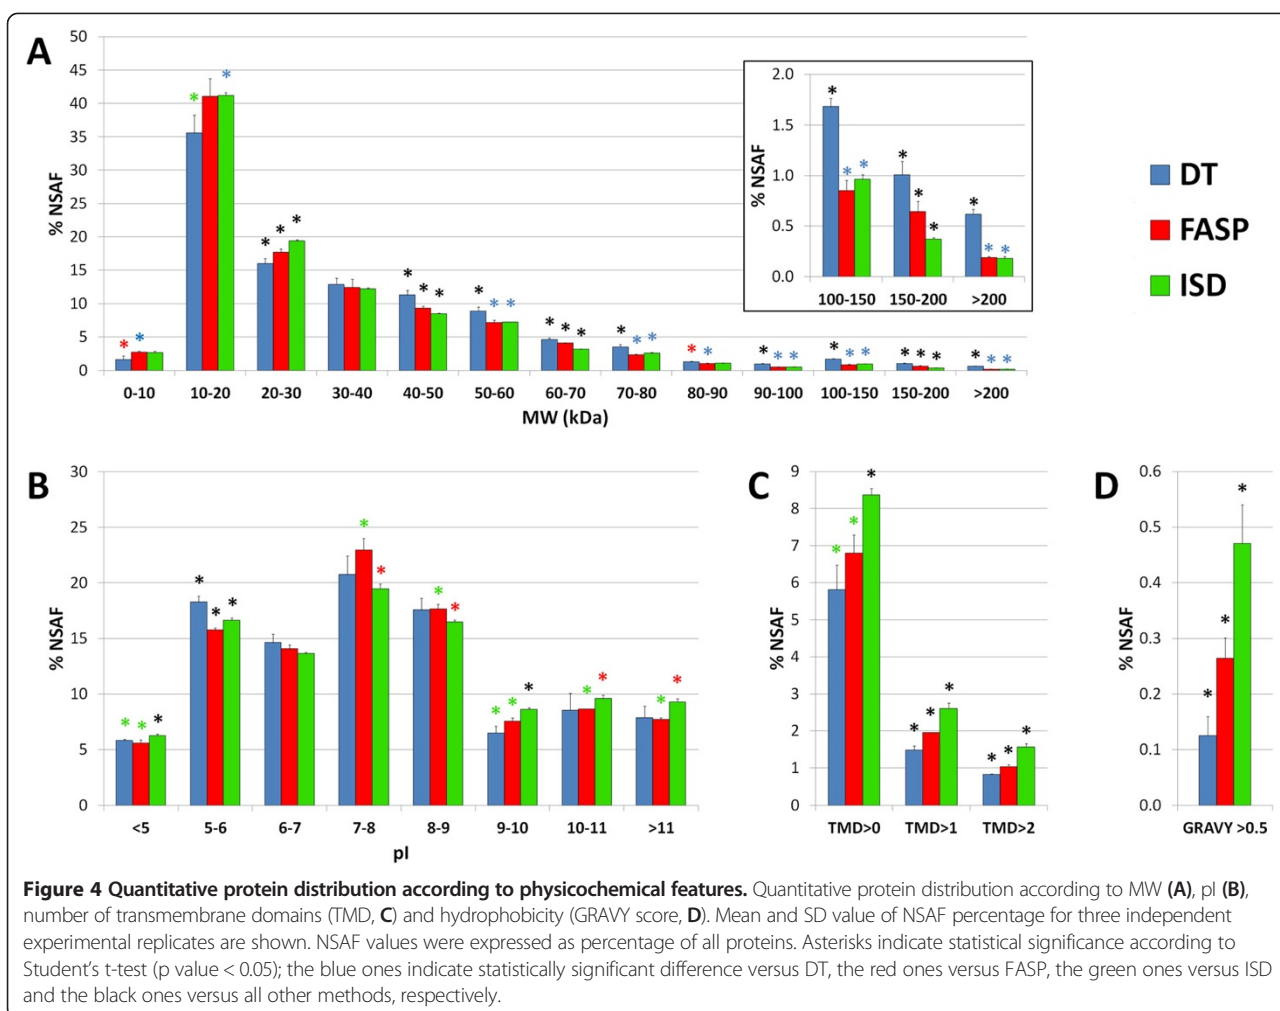 A
% NSAF
50
45
40
35
30
25
20
15
10
5
0
* * * * * * * * * * * * * * * * * * * * * * * * * * * * * * * * *
0-10 10-20 20-30 30-40 40-50 50-60 60-70 70-80 80-90 90-100 100-150 150-200 >200
MW (kDa)
% NSAF
2.0
1.5
1.0
0.5
0.0
* * * * * * * * *
100-150 150-200 >200
DT
FASP
ISD
B
% NSAF
30
25
20
15
10
5
0
* * * * * * * * * * * * * * * * * *
<5 5-6 6-7 7-8 8-9 9-10 10-11 >11
pI
C
% NSAF
9
8
7
6
5
4
3
2
1
0
* * * * * * * * *
TMD>0 TMD>1 TMD>2
D
% NSAF
0.6
0.5
0.4
0.3
0.2
0.1
0.0
* * *
GRAVY >0.5
Figure 4 Quantitative protein distribution according to physicochemical features. Quantitative protein distribution according to MW (A), pI (B),
number of transmembrane domains (TMD, C) and hydrophobicity (GRAVY score, D). Mean and SD value of NSAF percentage for three independent
experimental replicates are shown. NSAF values were expressed as percentage of all proteins. Asterisks indicate statistical significance according to
Student's t-test (p value < 0.05); the blue ones indicate statistically significant difference versus DT, the red ones versus FASP, the green ones versus ISD
and the black ones versus all other methods, respectively.